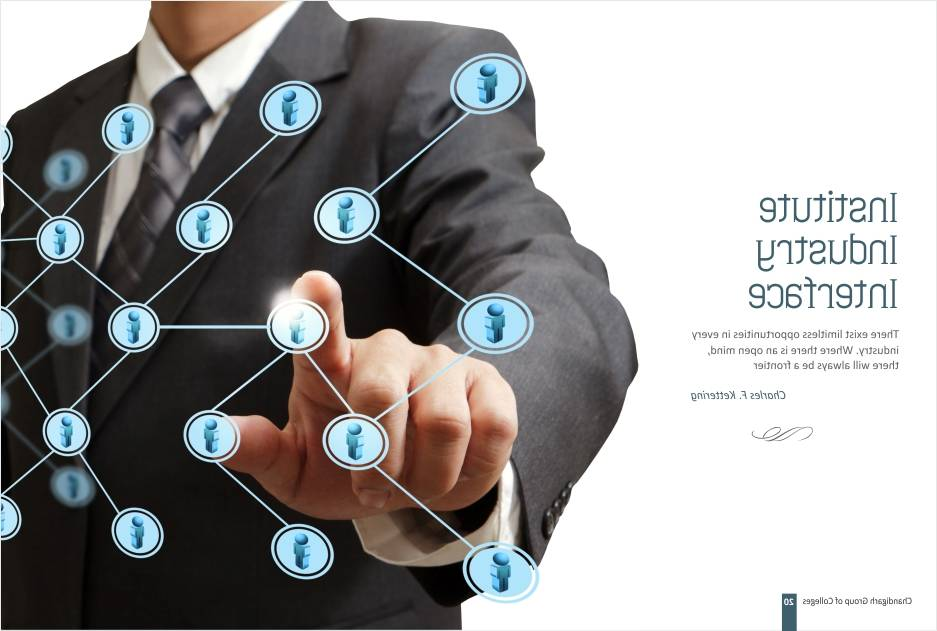 Institute
Industry
Interface
There exist limitless opportunities in every
industry. Where there is an open mind,
there will always be a frontier
Charles F. Kettering
Chandigarh Group of Colleges
20